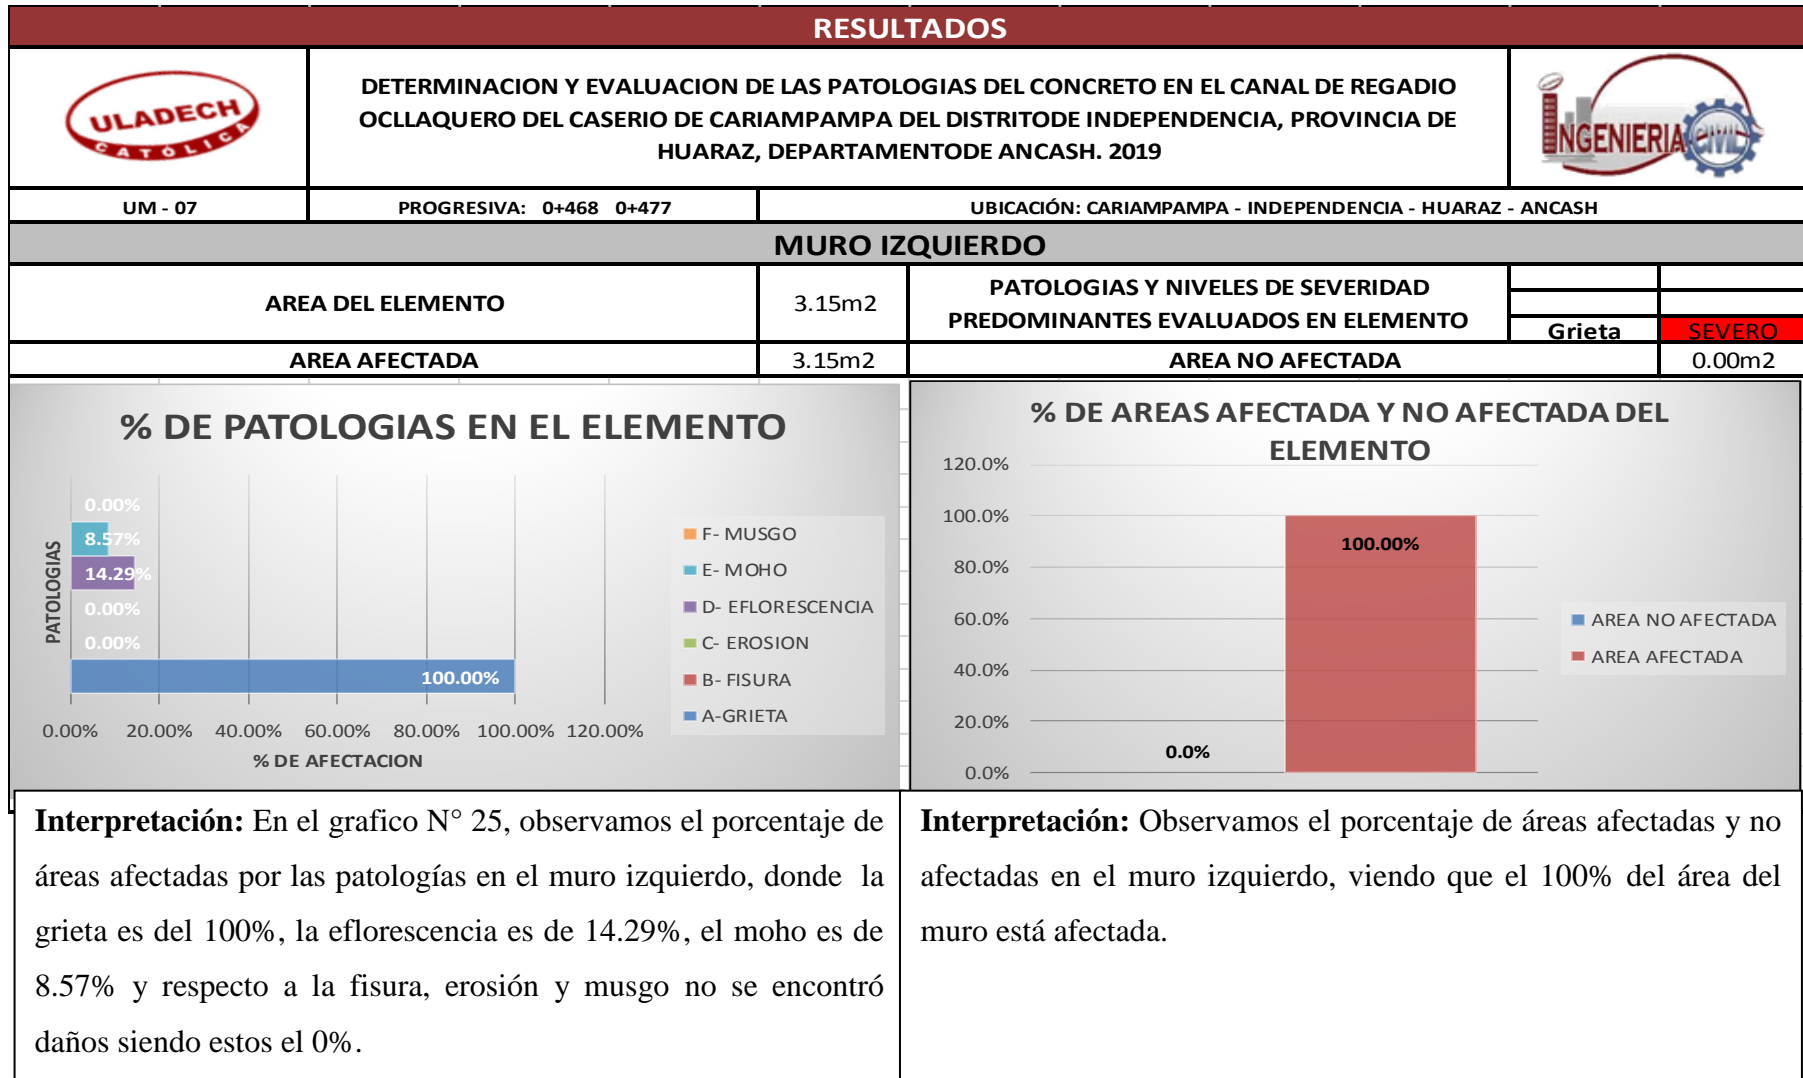 RESULTADOS
ULADECH
CATÓLICA
DETERMINACION Y EVALUACION DE LAS PATOLOGIAS DEL CONCRETO EN EL CANAL DE REGADIO
OCLLAQUERO DEL CASERIO DE CARIAMPAMPA DEL DISTRITODE INDEPENDENCIA, PROVINCIA DE
HUARAZ, DEPARTAMENTODE ANCASH. 2019
INGENIERIA CIVIL
UM - 07
PROGRESIVA: 0+468 0+477
UBICACIÓN: CARIAMPAMPA - INDEPENDENCIA - HUARAZ - ANCASH
MURO IZQUIERDO
AREA DEL ELEMENTO
3.15m2
PATOLOGIAS Y NIVELES DE SEVERIDAD
PREDOMINANTES EVALUADOS EN ELEMENTO
Grieta
SEVERO
AREA AFECTADA
3.15m2
AREA NO AFECTADA
0.00m2
% DE PATOLOGIAS EN EL ELEMENTO
PATOLOGIAS
0.00%
8.57%
14.29%
0.00%
0.00%
100.00%
0.00% 20.00% 40.00% 60.00% 80.00% 100.00% 120.00%
% DE AFECTACION
F- MUSGO
E- MOHO
D- EFLORESCENCIA
C- EROSION
B- FISURA
A-GRIETA
% DE AREAS AFECTADA Y NO AFECTADA DEL
ELEMENTO
120.0%
100.0%
80.0%
60.0%
40.0%
20.0%
0.0%
100.00%
0.0%
AREA NO AFECTADA
AREA AFECTADA
Interpretación: En el grafico N° 25, observamos el porcentaje de
áreas afectadas por las patologías en el muro izquierdo, donde la
grieta es del 100%, la eflorescencia es de 14.29%, el moho es de
8.57% y respecto a la fisura, erosión y musgo no se encontró
daños siendo estos el 0%.
Interpretación: Observamos el porcentaje de áreas afectadas y no
afectadas en el muro izquierdo, viendo que el 100% del área del
muro está afectada.